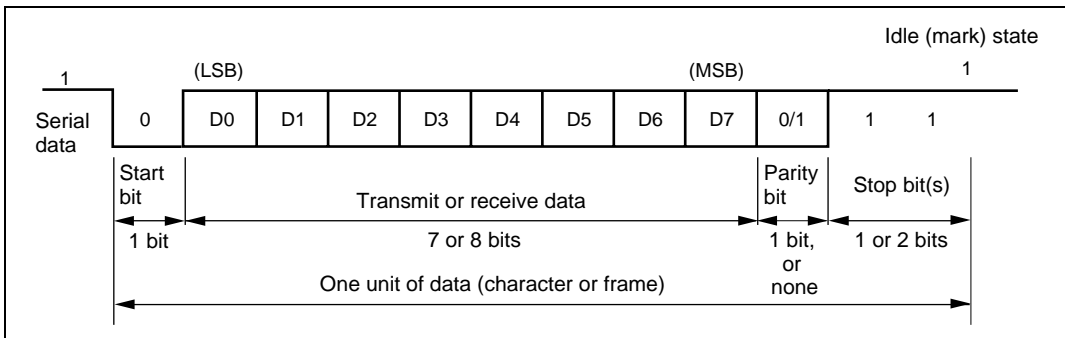 Idle (mark) state
1 (LSB) (MSB) 1
Serial data
0 D0 D1 D2 D3 D4 D5 D6 D7 0/1 1 1
Start bit
Transmit or receive data
Parity bit
Stop bit(s)
1 bit
7 or 8 bits
1 bit, or none
1 or 2 bits
One unit of data (character or frame)